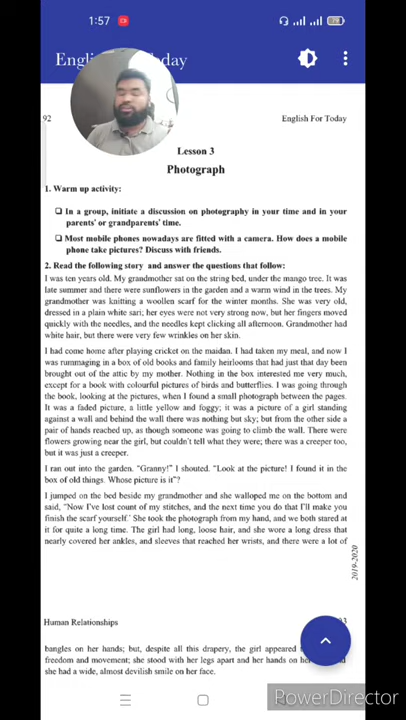 1:57
English Today
92 English For Today
Lesson 3
Photograph
1. Warm up activity:
❑ In a group, initiate a discussion on photography in your time and in your
parents' or grandparents' time.
❑ Most mobile phones nowadays are fitted with a camera. How does a mobile
phone take pictures? Discuss with friends.
2. Read the following story and answer the questions that follow:
I was ten years old. My grandmother sat on the string bed, under the mango tree. It was
late summer and there were sunflowers in the garden and a warm wind in the trees. My
grandmother was knitting a woollen scarf for the winter months. She was very old,
dressed in a plain white sari; her eyes were not very strong now, but her fingers moved
quickly with the needles, and the needles kept clicking all afternoon. Grandmother had
white hair, but there were very few wrinkles on her skin.
I had come home after playing cricket on the maidan. I had taken my meal, and now I
was rummaging in a box of old books and family heirlooms that had just that day been
brought out of the attic by my mother. Nothing in the box interested me very much,
except for a book with colourful pictures of birds and butterflies. I was going through
the book, looking at the pictures, when I found a small photograph between the pages.
It was a faded picture, a little yellow and foggy; it was a picture of a girl standing
against a wall and behind the wall there was nothing but sky; but from the other side a
pair of hands reached up, as though someone was going to climb the wall. There were
flowers growing near the girl, but couldn't tell what they were; there was a creeper too,
but it was just a creeper.
I ran out into the garden. "Granny!" I shouted. "Look at the picture! I found it in the
box of old things. Whose picture is it"?
I jumped on the bed beside my grandmother and she walloped me on the bottom and
said, "Now I've lost count of my stitches, and the next time you do that I'll make you
finish the scarf yourself.' She took the photograph from my hand, and we both stared at
it for quite a long time. The girl had long, loose hair, and she wore a long dress that
nearly covered her ankles, and sleeves that reached her wrists, and there were a lot of
2019-2020
Human Relationships 93
bangles on her hands; but, despite all this drapery, the girl appeared
freedom and movement; she stood with her legs apart and her hands on
she had a wide, almost devilish smile on her face.
PowerDirector